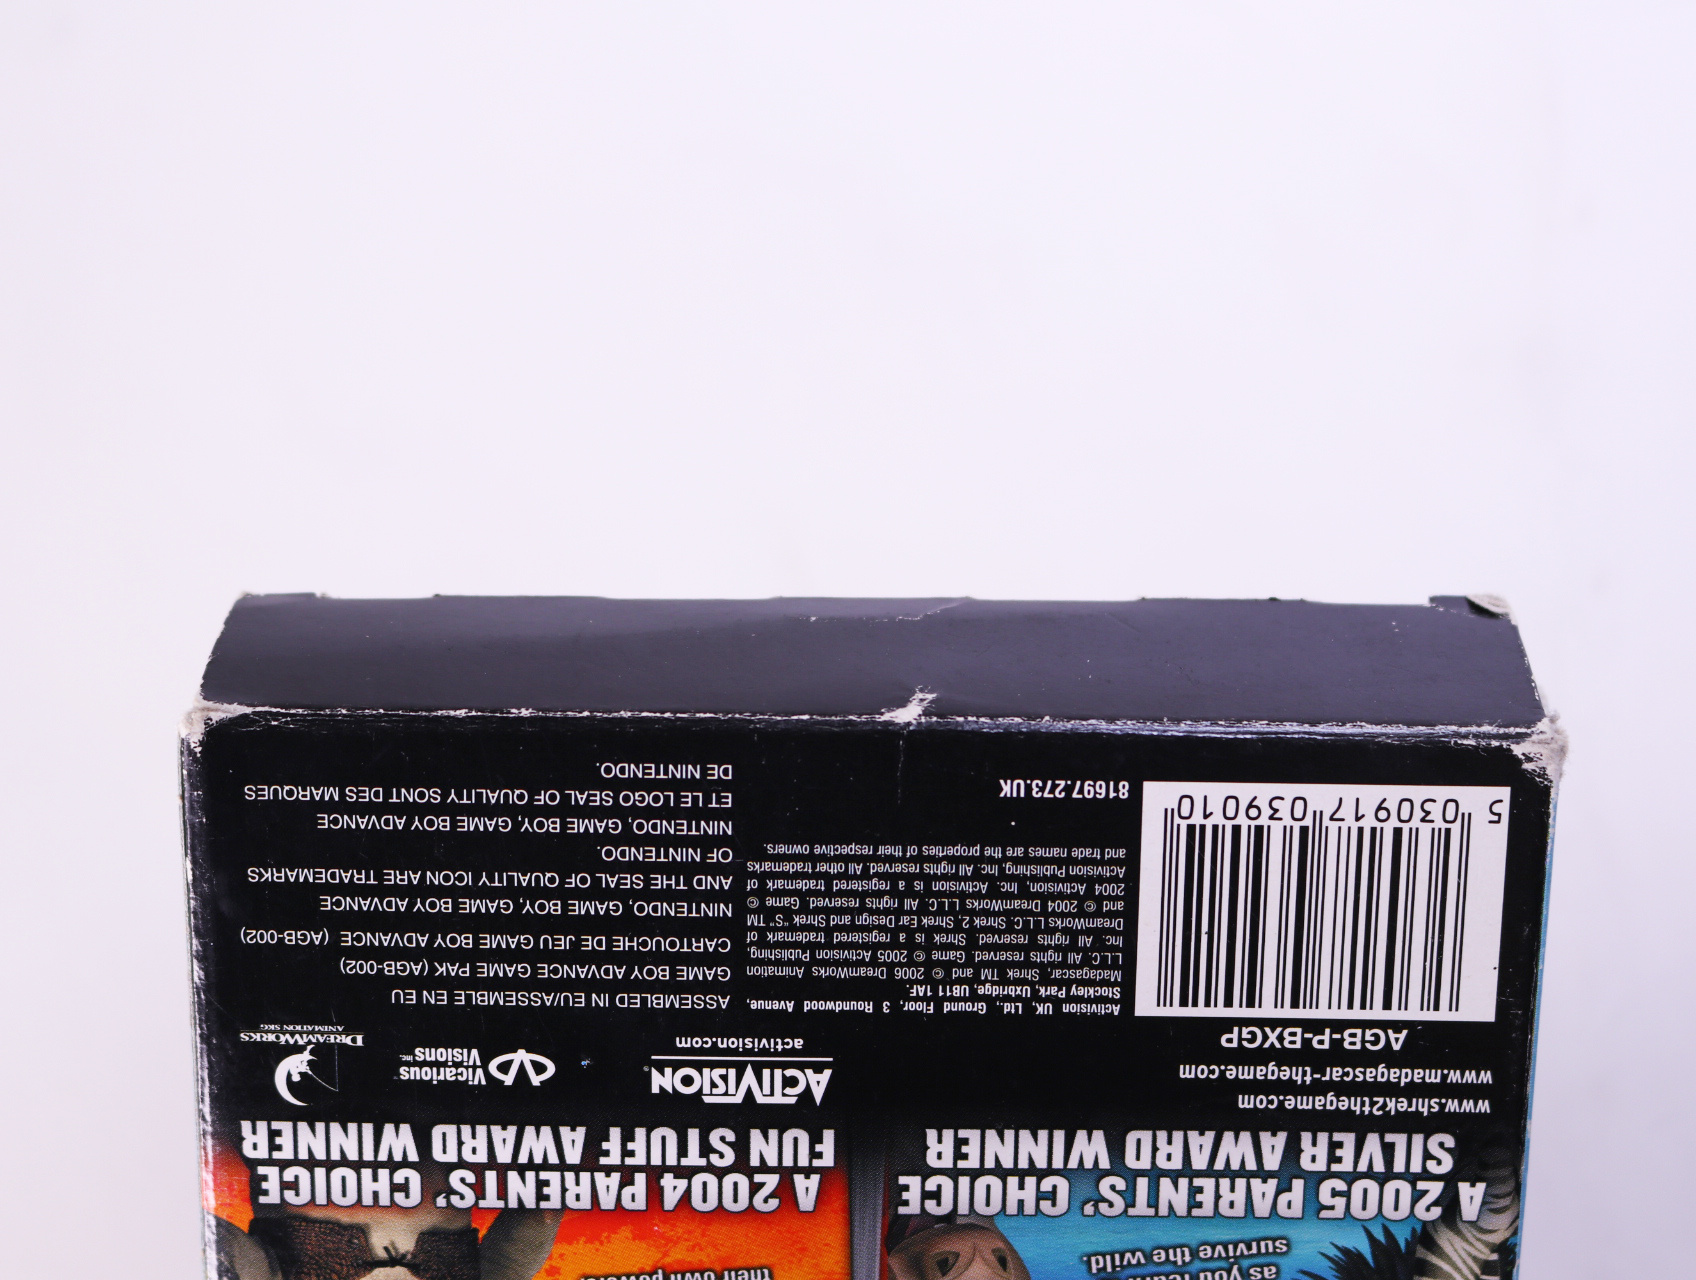 as you
survive the wild.
their own
A 2005 PARENTS' CHOICE
SILVER AWARD WINNER
A 2004 PARENTS' CHOICE
FUN STUFF AWARD WINNER
www.shrek2thegame.com
www.madagascar-thegame.com
AGB-P-BXGP
5 030917 039010
ACTIVISION®
activision.com
Vicarious
Visions inc.
DREAMWORKS
ANIMATION SKG
Activision UK, Ltd., Ground Floor, 3 Roundwood Avenue,
Stockley Park, Uxbridge, UB11 1AF.
Madagascar, Shrek TM and © 2006 DreamWorks Animation
L.L.C. All rights reserved. Game © 2005 Activision Publishing,
Inc. All rights reserved. Shrek is a registered trademark of
DreamWorks L.L.C. Shrek 2, Shrek Ear Design and Shrek "S" TM
and © 2004 DreamWorks L.L.C. All rights reserved. Game ©
2004 Activision, Inc. Activision is a registered trademark of
Activision Publishing, Inc. All rights reserved. All other trademarks
and trade names are the properties of their respective owners.
81697.273.UK
ASSEMBLED IN EU/ASSEMBLE EN EU
GAME BOY ADVANCE GAME PAK (AGB-002)
CARTOUCHE DE JEU GAME BOY ADVANCE (AGB-002)
NINTENDO, GAME BOY, GAME BOY ADVANCE
AND THE SEAL OF QUALITY ICON ARE TRADEMARKS
OF NINTENDO.
NINTENDO, GAME BOY, GAME BOY ADVANCE
ET LE LOGO SEAL OF QUALITY SONT DES MARQUES
DE NINTENDO.